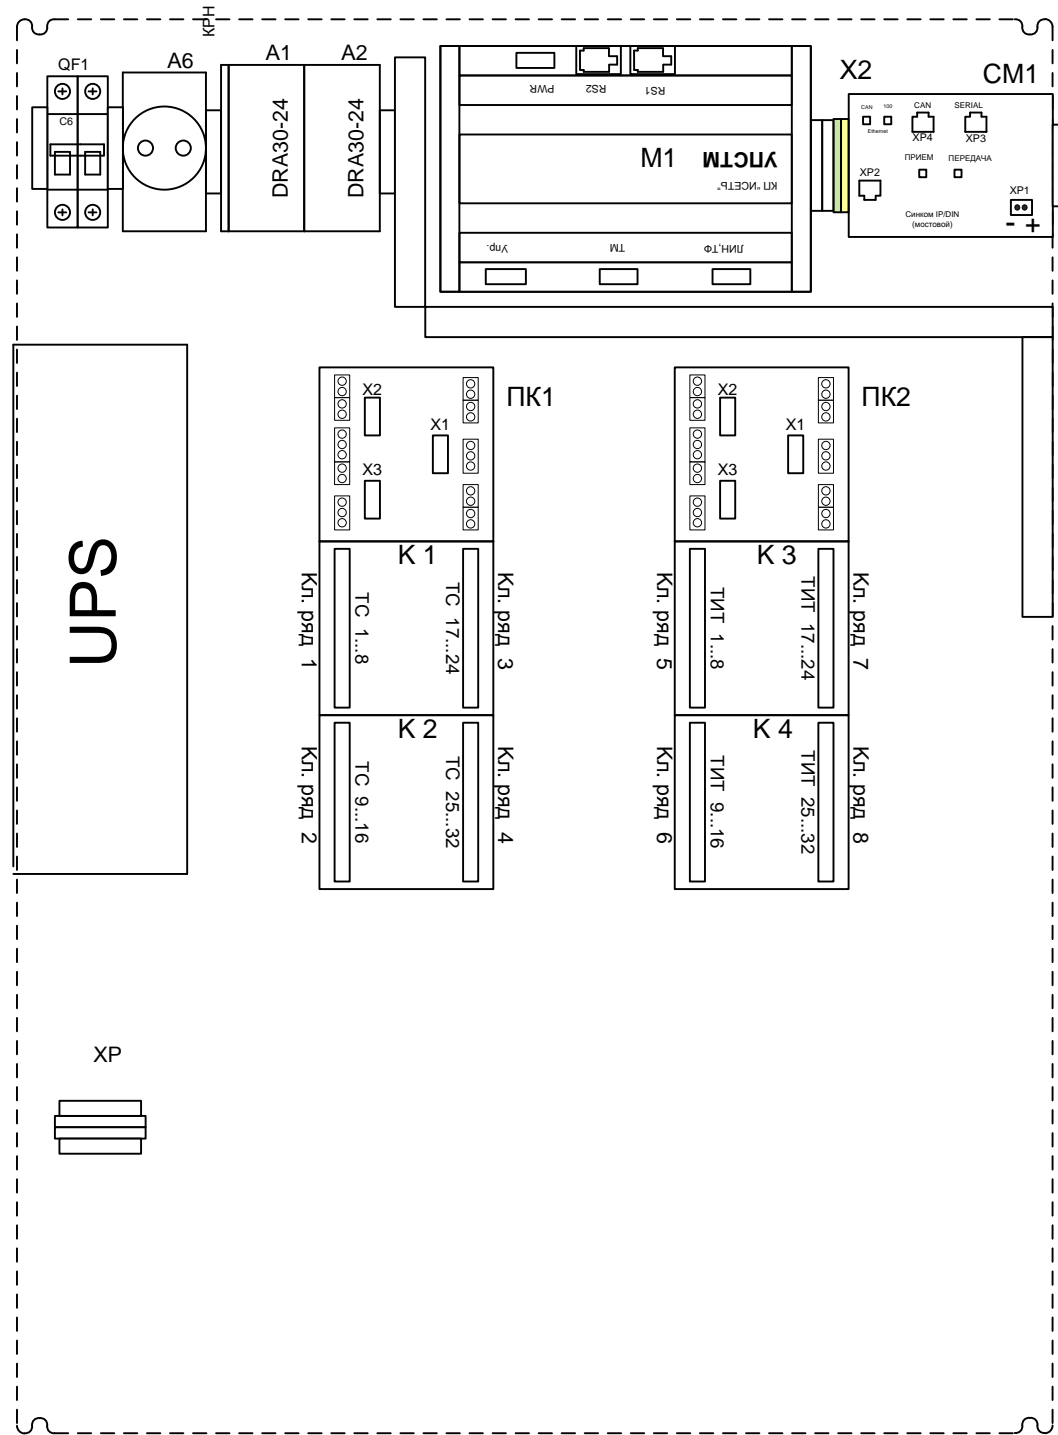 КРН
QF1
A6
A1
A2
X2
CM1
C6
DRA30-24
DRA30-24
PWR
RS2
RS1
M1
УПСТМ
КП "ИСЕТЬ"
Упр.
ТМ
ЛИН,ТФ
CAN
100
Ethernet
CAN
XP4
SERIAL
XP3
ПРИЕМ
ПЕРЕДАЧА
XP2
XP1
Синком IP/DIN
(мостовой)
- +
UPS
X2
X1
X3
ПК1
X2
X1
X3
ПК2
К 1
Кл. ряд 1
ТС 1...8
ТС 17...24
Кл. ряд 3
К 2
Кл. ряд 2
ТС 9...16
ТС 25...32
Кл. ряд 4
К 3
Кл. ряд 5
ТИТ 1...8
ТИТ 17...24
Кл. ряд 7
К 4
Кл. ряд 6
ТИТ 9...16
ТИТ 25...32
Кл. ряд 8
XP